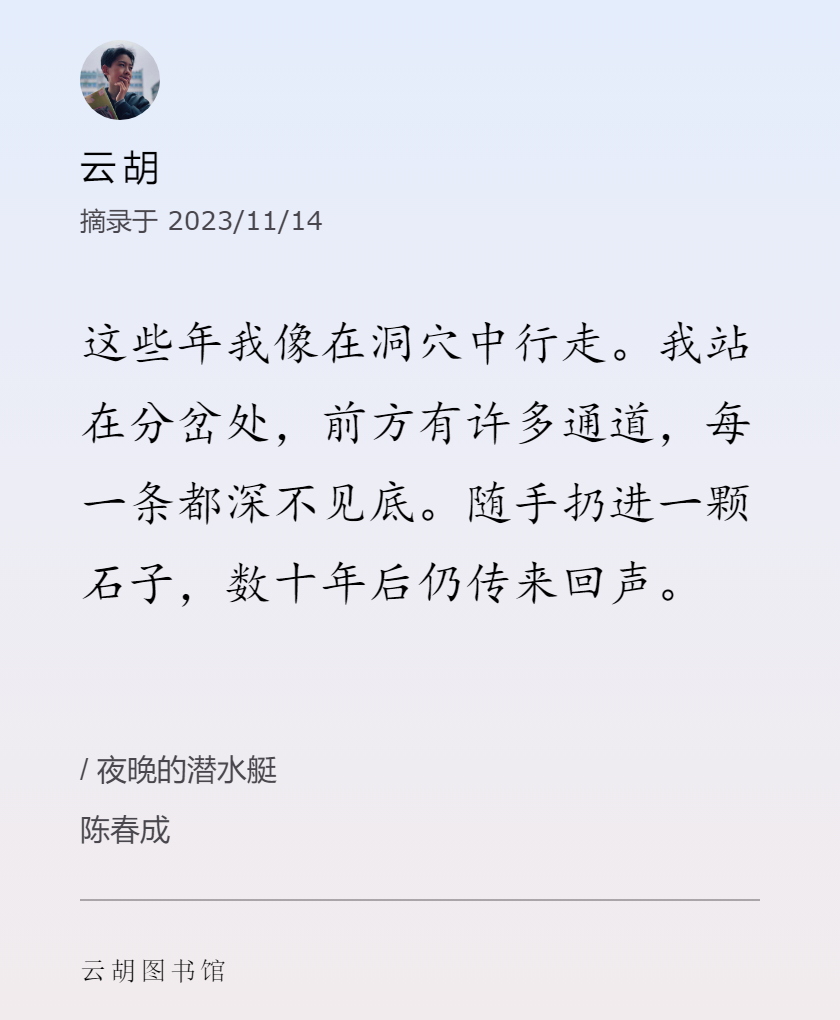 云胡
摘录于 2023/11/14
这些年我像在洞穴中行走。我站
在分岔处，前方有许多通道，每
一条都深不见底。随手扔进一颗
石子，数十年后仍传来回声。
/ 夜晚的潜水艇
陈春成
云胡图书馆